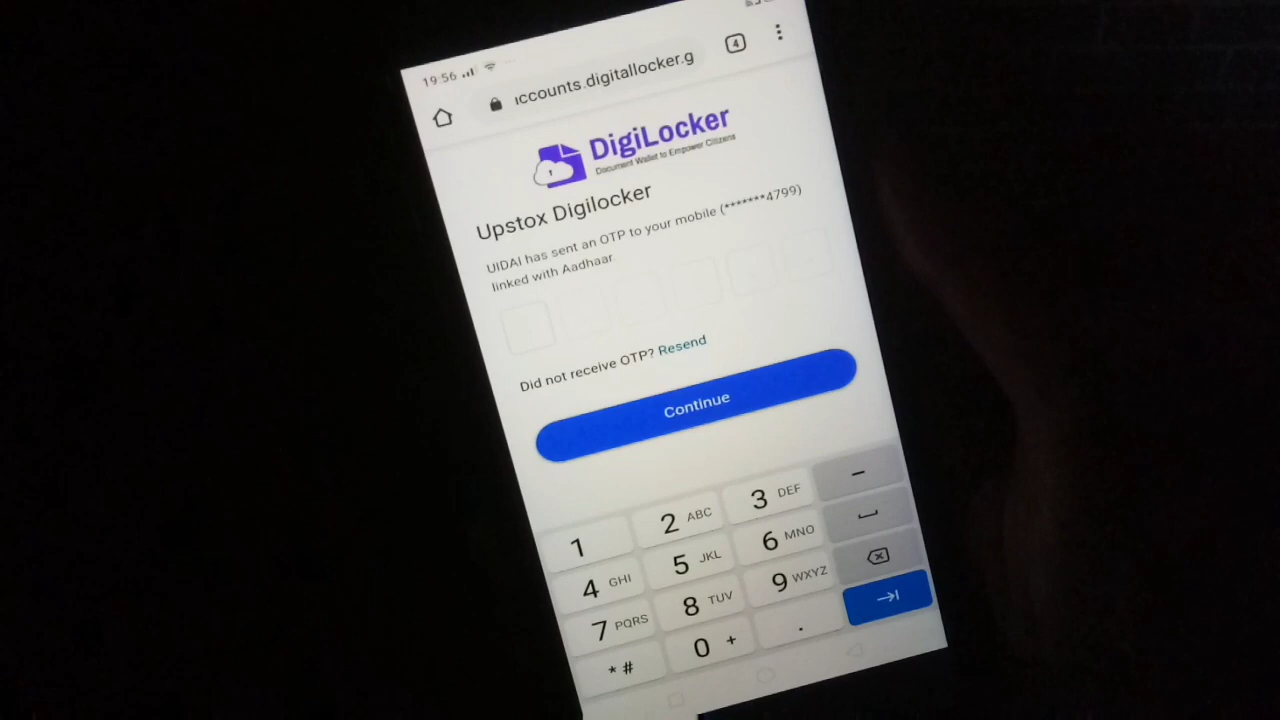 19:56
accounts.digitallocker.g
4
DigiLocker
Document Wallet to Empower Citizens
Upstox Digilocker
UIDAI has sent an OTP to your mobile (*******4799)
linked with Aadhaar
Did not receive OTP? Resend
Continue
1 2 ABC 3 DEF –
4 GHI 5 JKL 6 MNO
7 PQRS 8 TUV 9 WXYZ
* # 0 + .